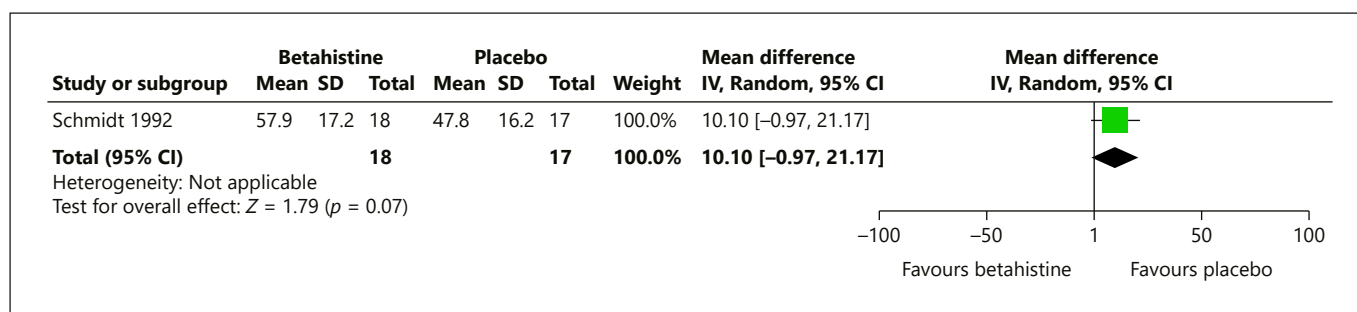 Betahistine Placebo Mean difference Mean difference
Study or subgroup Mean SD Total Mean SD Total Weight IV, Random, 95% CI IV, Random, 95% CI
Schmidt 1992 57.9 17.2 18 47.8 16.2 17 100.0% 10.10 [–0.97, 21.17]
Total (95% CI) 18 17 100.0% 10.10 [–0.97, 21.17]
Heterogeneity: Not applicable
Test for overall effect: Z = 1.79 (p = 0.07)
–100 –50 1 50 100
Favours betahistine Favours placebo